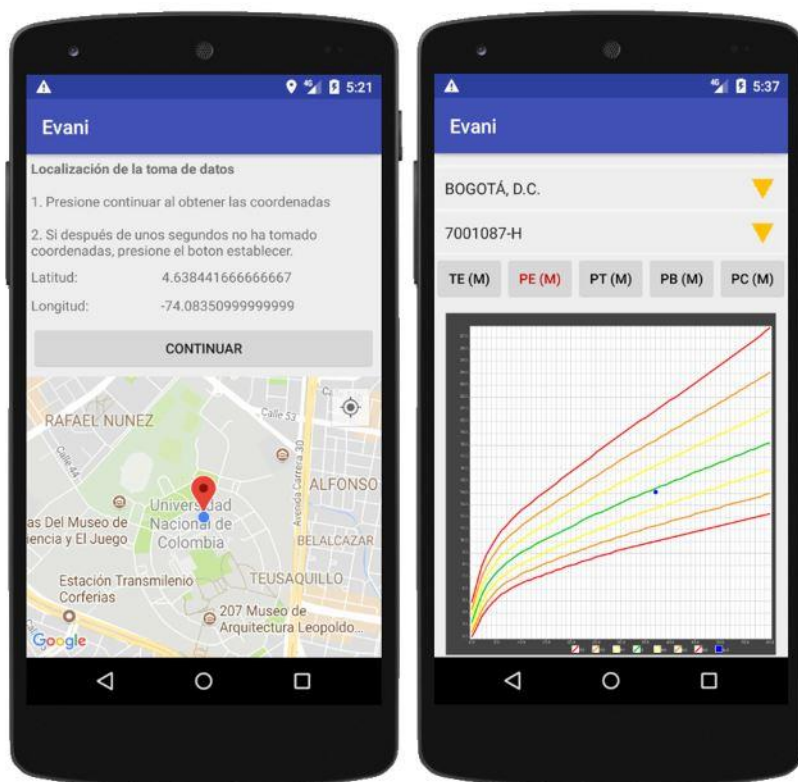 4G 5:21
Evani
Localización de la toma de datos
1. Presione continuar al obtener las coordenadas
2. Si después de unos segundos no ha tomado
coordenadas, presione el boton establecer.
Latitud: 4.638441666666667
Longitud: -74.08350999999999
CONTINUAR
RAFAEL NUNEZ
Calle 53
Calle 44
Avenida Carrera 30
ALFONSO
Universidad
Nacional de
Colombia
as Del Museo de
iencia y El Juego
BELALCAZAR
Estación Transmilenio
Corferias
TEUSAQUILLO
207 Museo de
Arquitectura Leopoldo...
Google
4G 5:37
Evani
BOGOTÁ, D.C.
7001087-H
TE (M) PE (M) PT (M) PB (M) PC (M)